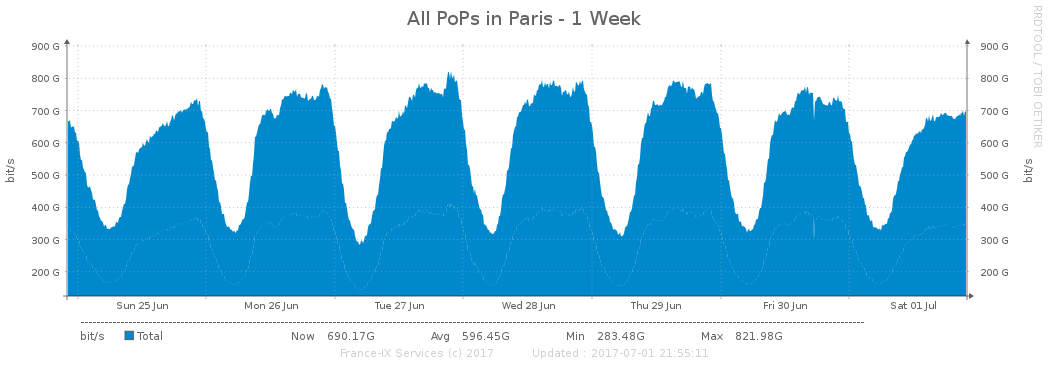 All PoPs in Paris - 1 Week
RRDTOOL / TOBI OETIKER
bit/s
900 G
800 G
700 G
600 G
500 G
400 G
300 G
200 G
900 G
800 G
700 G
600 G
500 G
400 G
300 G
200 G
bit/s
Sun 25 Jun Mon 26 Jun Tue 27 Jun Wed 28 Jun Thu 29 Jun Fri 30 Jun Sat 01 Jul
bit/s Total Now 690.17G Avg 596.45G Min 283.48G Max 821.98G
France-IX Services (c) 2017 Updated : 2017-07-01 21:55:11